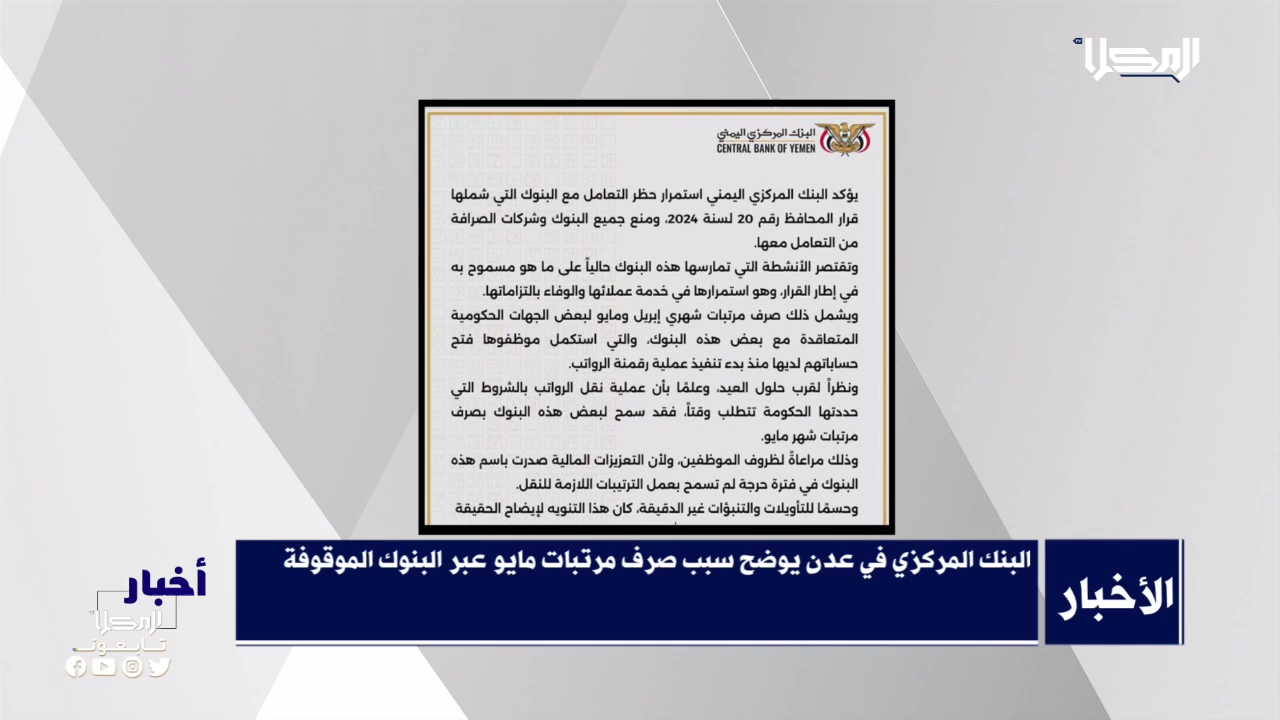 المكلا
TV
البنك المركزي اليمني
CENTRAL BANK OF YEMEN
يؤكد البنك المركزي اليمني استمرار حظر التعامل مع البنوك التي شملها
قرار المحافظ رقم 20 لسنة 2024، ومنع جميع البنوك وشركات الصرافة
من التعامل معها.
وتقتصر الأنشطة التي تمارسها هذه البنوك حالياً على ما هو مسموح به
في إطار القرار، وهو استمرارها في خدمة عملائها والوفاء بالتزاماتها.
ويشمل ذلك صرف مرتبات شهري إبريل ومايو لبعض الجهات الحكومية
المتعاقدة مع بعض هذه البنوك، والتي استكمل موظفوها فتح
حساباتهم لديها منذ بدء تنفيذ عملية رقمنة الرواتب.
ونظراً لقرب حلول العيد، وعلمًا بأن عملية نقل الرواتب بالشروط التي
حددتها الحكومة تتطلب وقتاً، فقد سمح لبعض هذه البنوك بصرف
مرتبات شهر مايو.
وذلك مراعاةً لظروف الموظفين، ولأن التعزيزات المالية صدرت باسم هذه
البنوك في فترة حرجة لم تسمح بعمل الترتيبات اللازمة للنقل.
وحسمًا للتأويلات والتنبؤات غير الدقيقة، كان هذا التنويه لإيضاح الحقيقة
الأخبار
البنك المركزي في عدن يوضح سبب صرف مرتبات مايو عبر البنوك الموقوفة
أخبار
المكلا
تابعونا